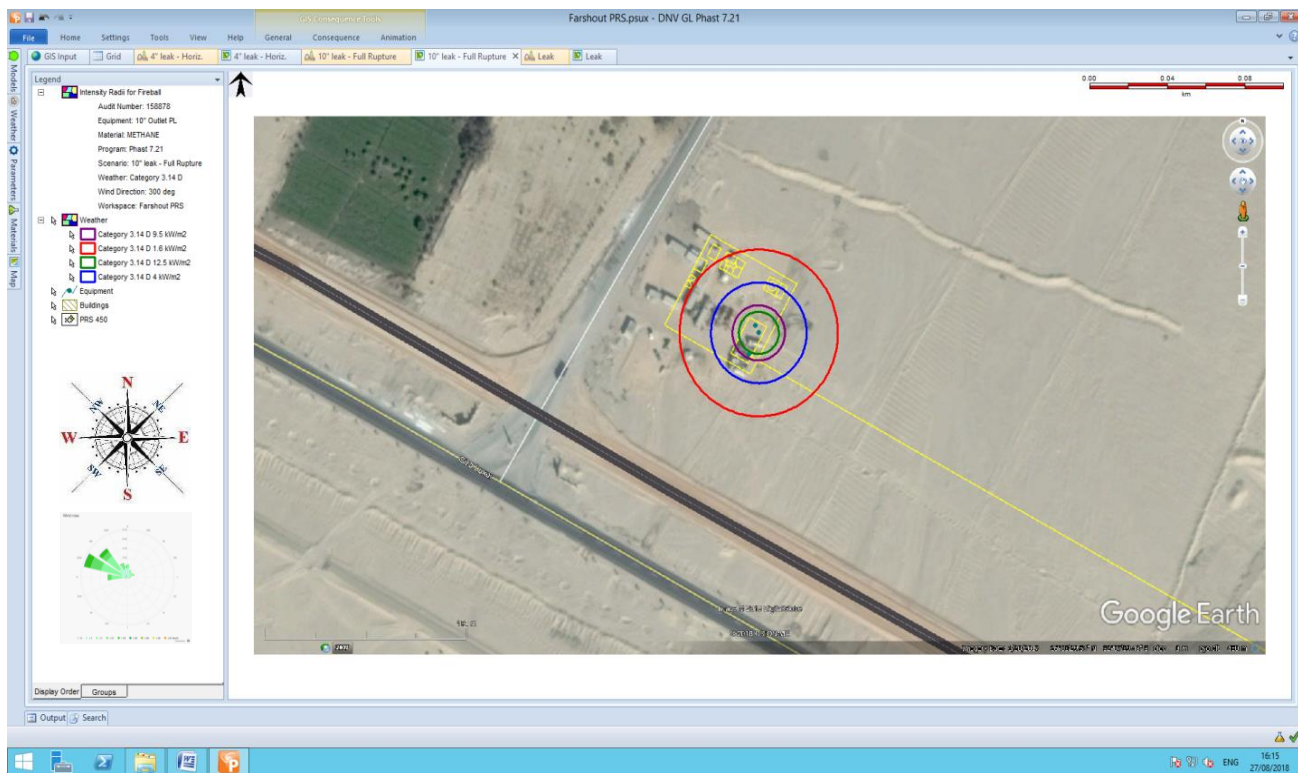 GIS Consequence Tools
Farshout PRS.psux - DNV GL Phast 7.21
File Home Settings Tools View Help General Consequence Animation
GIS Input Grid 4" leak - Horiz. 4" leak - Horiz. 10" leak - Full Rupture 10" leak - Full Rupture Leak Leak
Models
Weather
Parameters
Materials
Map
Legend
Intensity Radii for Fireball
Audit Number: 158878
Equipment: 10" Outlet PL
Material: METHANE
Program: Phast 7.21
Scenario: 10" leak - Full Rupture
Weather: Category 3.14 D
Wind Direction: 300 deg
Workspace: Farshout PRS
Weather
Category 3.14 D 9.5 kW/m2
Category 3.14 D 1.6 kW/m2
Category 3.14 D 12.5 kW/m2
Category 3.14 D 4 kW/m2
Equipment
Buildings
PRS 450
0.00 0.04 0.08
km
N
NW NE
W E
SW SE
S
Google Earth
Display Order Groups
Output Search
ENG
16:15
27/08/2018